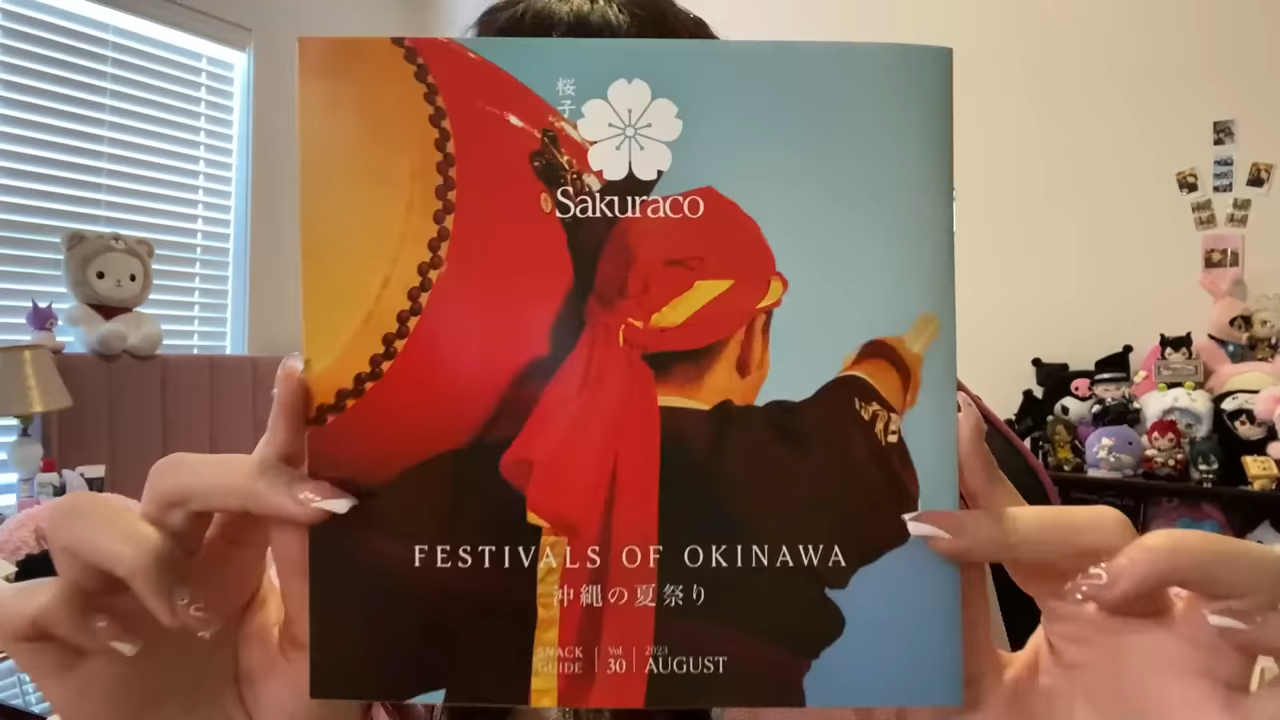 桜子
Sakuraco
FESTIVALS OF OKINAWA
沖縄の夏祭り
SNACK
GUIDE
Vol.
30
2023
AUGUST